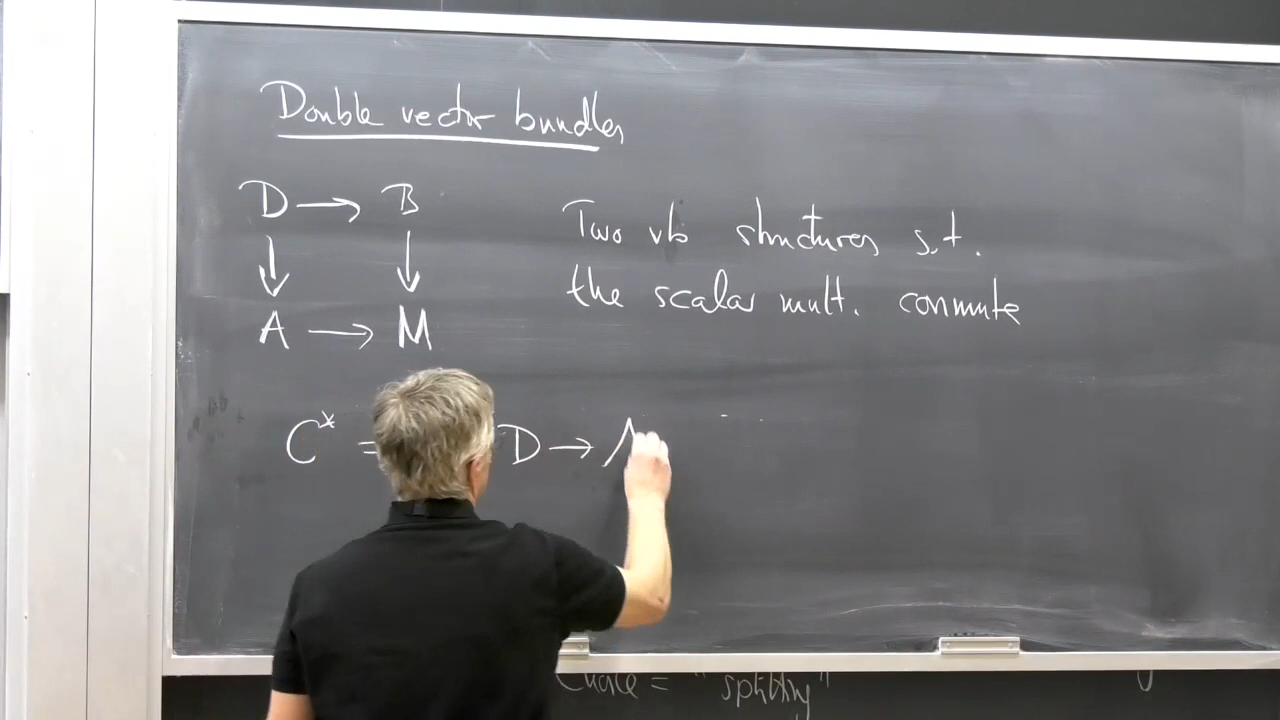 Double vector bundles
D → B
↓ ↓
A → M
Two vb structures s.t.
the scalar mult. commute
C* = D → A
= "splitting"